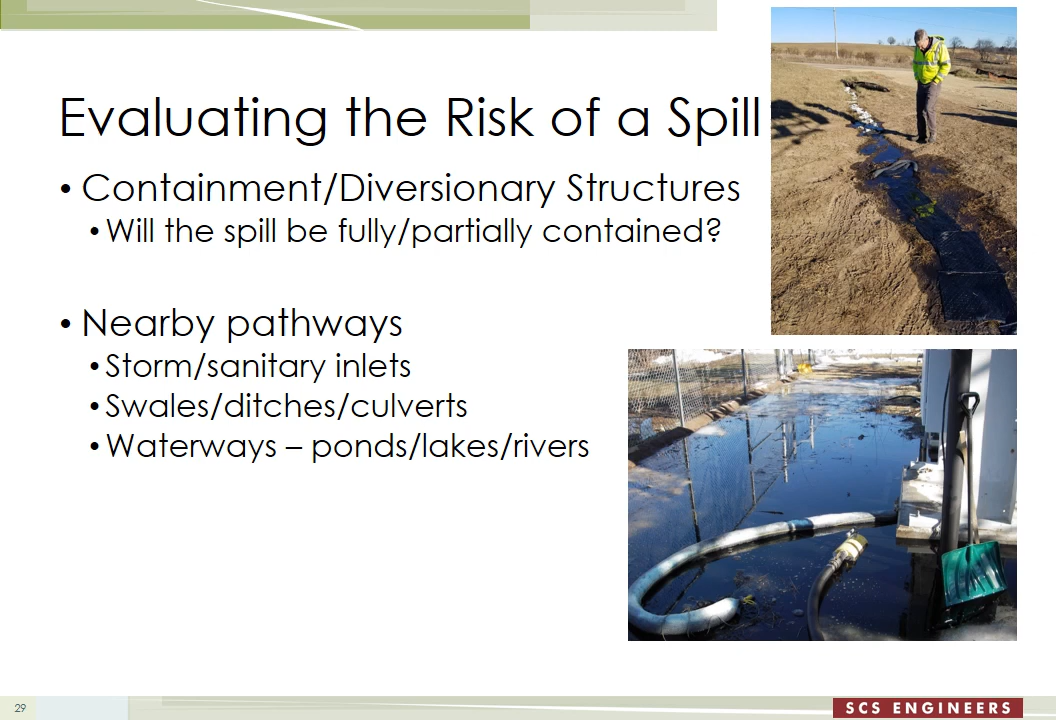 Evaluating the Risk of a Spill
• Containment/Diversionary Structures
• Will the spill be fully/partially contained?
• Nearby pathways
• Storm/sanitary inlets
• Swales/ditches/culverts
• Waterways – ponds/lakes/rivers
29
SCS ENGINEERS